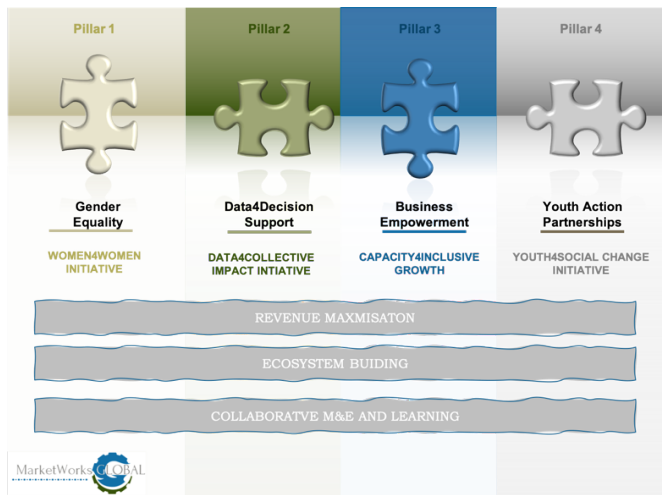 Pillar 1
Pillar 2
Pillar 3
Pillar 4
Gender
Equality
Data4Decision
Support
Business
Empowerment
Youth Action
Partnerships
WOMEN4WOMEN
INITIATIVE
DATA4COLLECTIVE
IMPACT INTIATIVE
CAPACITY4INCLUSIVE
GROWTH
YOUTH4SOCIAL CHANGE
INITIATIVE
REVENUE MAXMISATON
ECOSYSTEM BUIDING
COLLABORATVE M&E AND LEARNING
MarketWorks GLOBAL